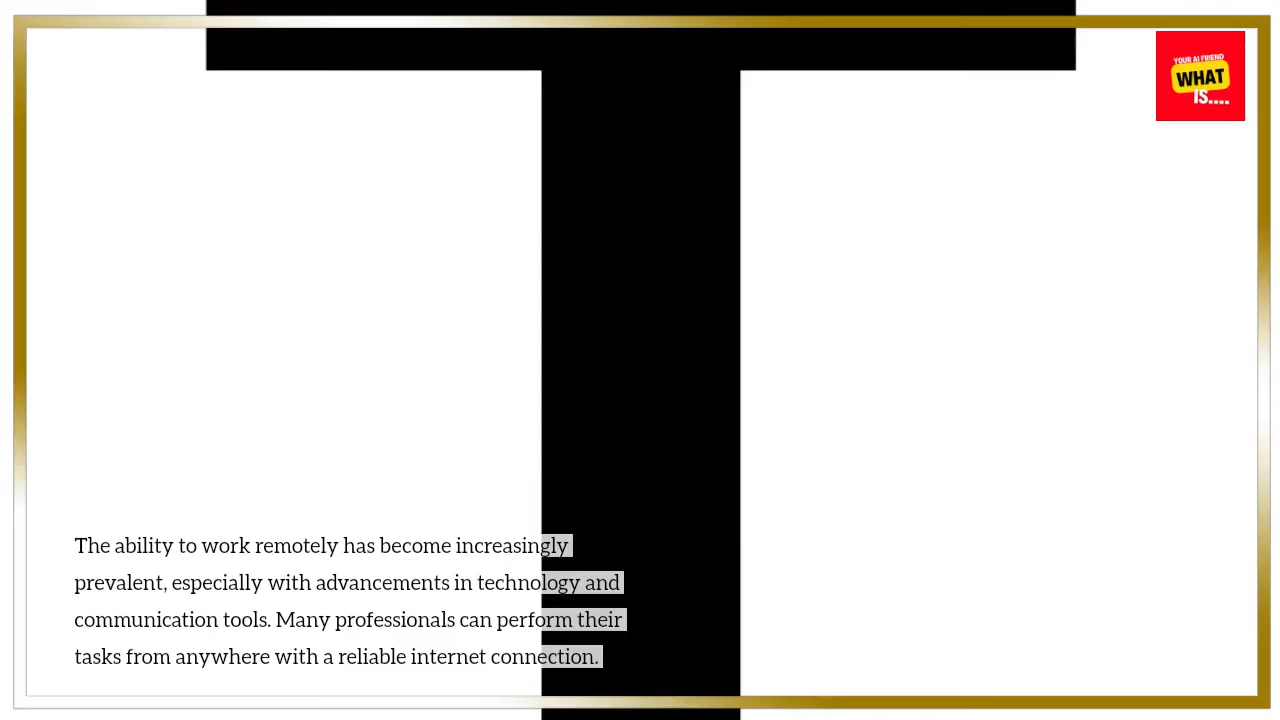 T
YOUR AI FRIEND
WHAT
IS....
The ability to work remotely has become increasingly
prevalent, especially with advancements in technology and
communication tools. Many professionals can perform their
tasks from anywhere with a reliable internet connection.